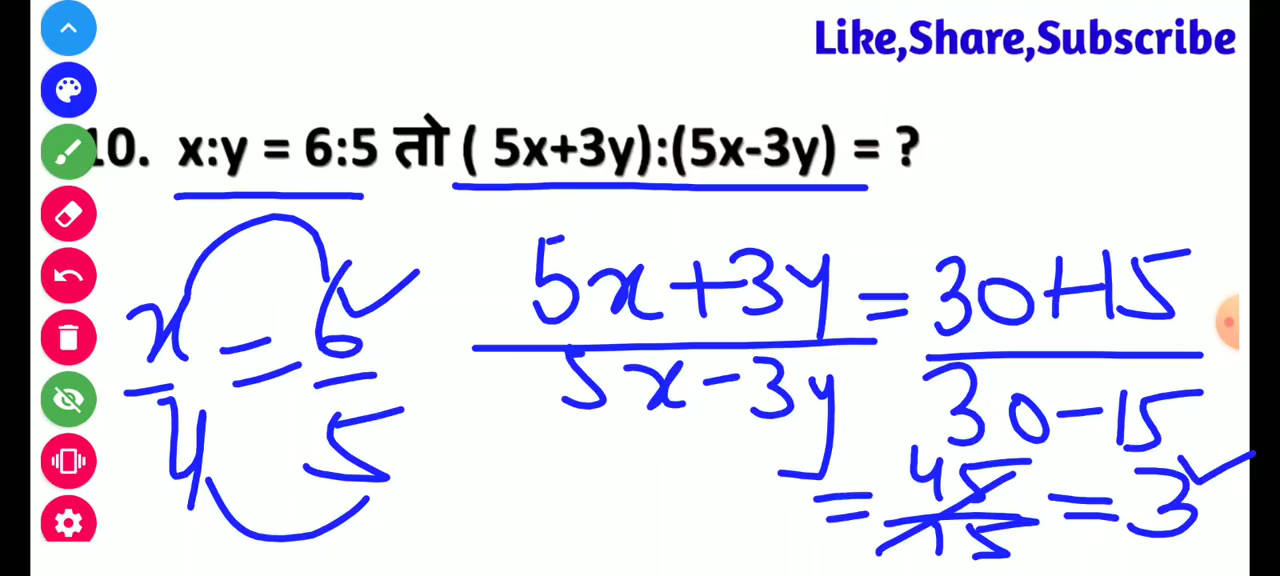 Like,Share,Subscribe
10. x:y = 6:5 तो ( 5x+3y):(5x-3y) = ?
x/y = 6/5
5x+3y/5x-3y = 30+15/30-15
= 45/15 = 3